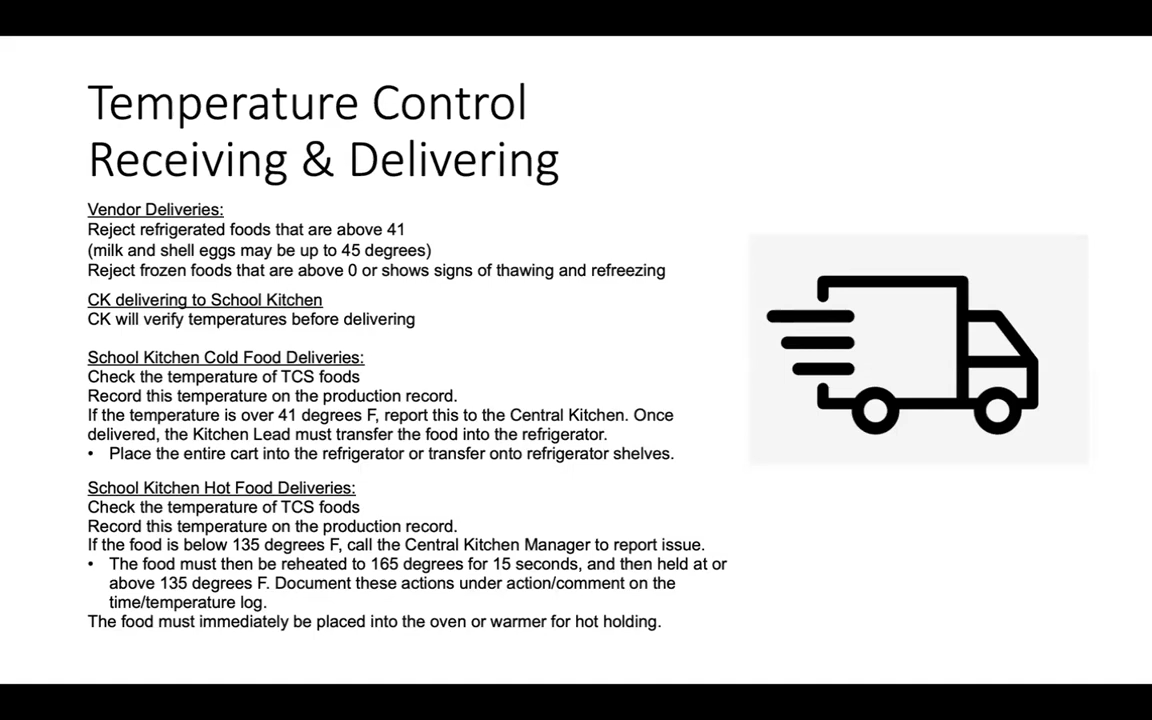 Temperature Control
Receiving & Delivering
Vendor Deliveries:
Reject refrigerated foods that are above 41
(milk and shell eggs may be up to 45 degrees)
Reject frozen foods that are above 0 or shows signs of thawing and refreezing
CK delivering to School Kitchen
CK will verify temperatures before delivering
School Kitchen Cold Food Deliveries:
Check the temperature of TCS foods
Record this temperature on the production record.
If the temperature is over 41 degrees F, report this to the Central Kitchen. Once
delivered, the Kitchen Lead must transfer the food into the refrigerator.
• Place the entire cart into the refrigerator or transfer onto refrigerator shelves.
School Kitchen Hot Food Deliveries:
Check the temperature of TCS foods
Record this temperature on the production record.
If the food is below 135 degrees F, call the Central Kitchen Manager to report issue.
• The food must then be reheated to 165 degrees for 15 seconds, and then held at or
above 135 degrees F. Document these actions under action/comment on the
time/temperature log.
The food must immediately be placed into the oven or warmer for hot holding.